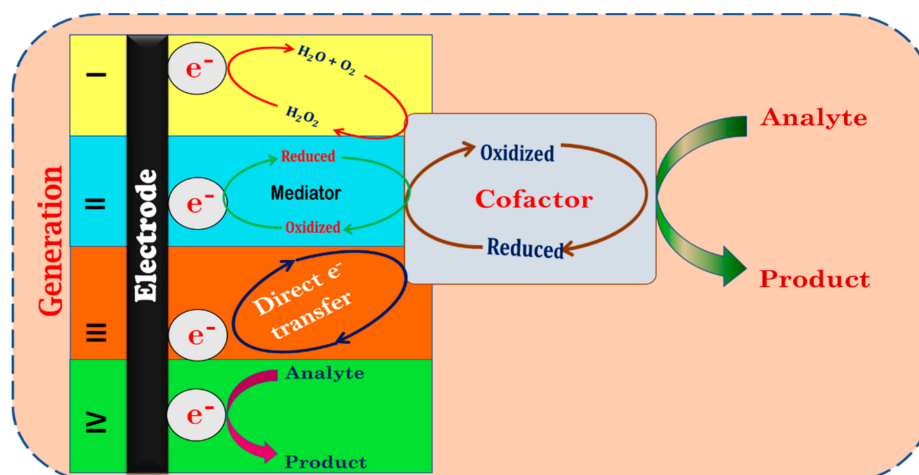 Generation
Electrode
I
e⁻
H₂O + O₂
H₂O₂
II
e⁻
Reduced
Mediator
Oxidized
III
e⁻
Direct e⁻
transfer
IV
e⁻
Analyte
Product
Oxidized
Cofactor
Reduced
Analyte
Product